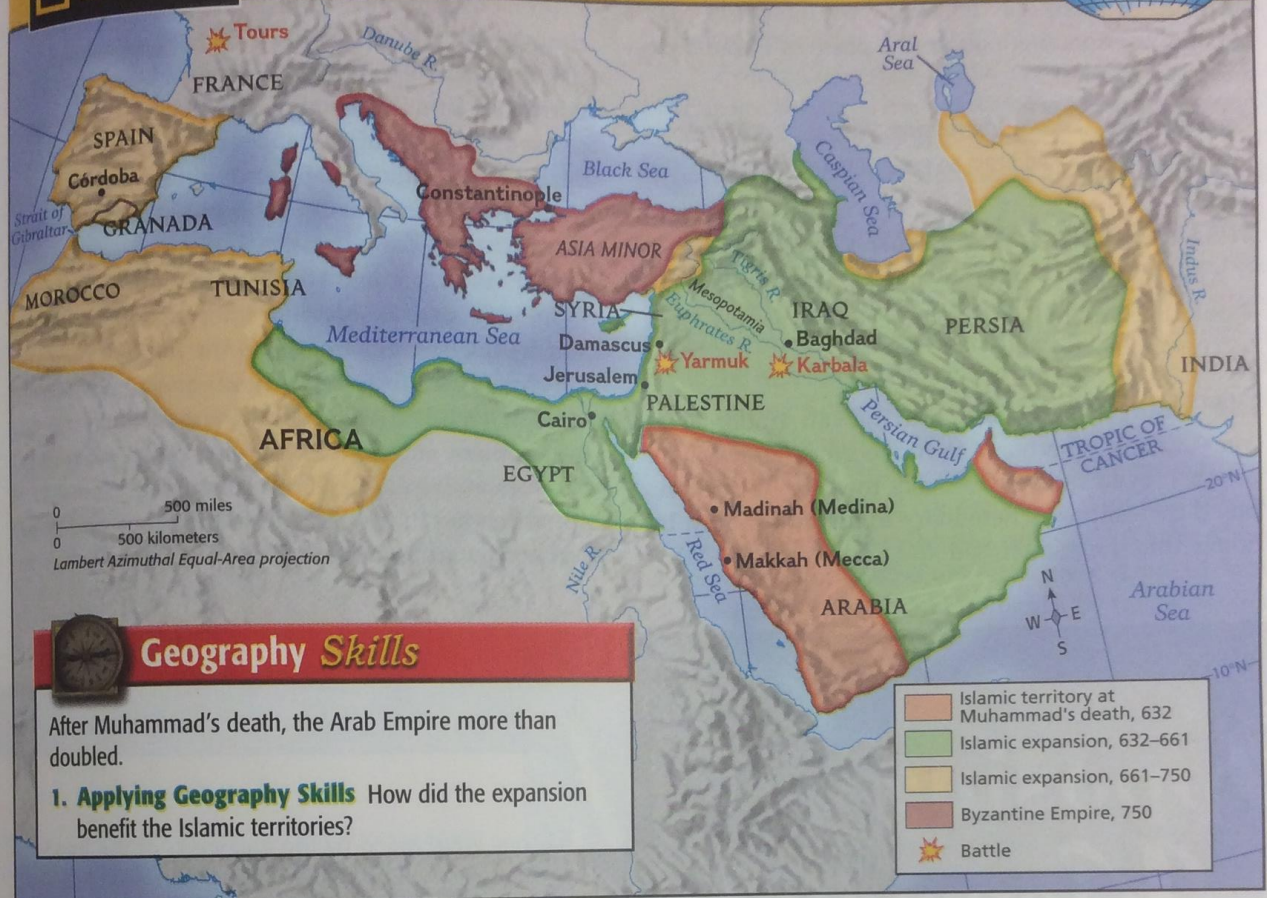 Tours
FRANCE
Danube R.
Aral
Sea
SPAIN
Córdoba
Strait of
Gibraltar
GRANADA
Constantinople
Black Sea
Caspian Sea
ASIA MINOR
MOROCCO
TUNISIA
Mediterranean Sea
SYRIA
Tigris R.
Mesopotamia
Euphrates R.
IRAQ
Baghdad
PERSIA
Indus R.
INDIA
Damascus
Yarmuk
Karbala
Jerusalem
PALESTINE
Cairo
AFRICA
EGYPT
Persian Gulf
TROPIC OF
CANCER
20°N
0
500 miles
0
500 kilometers
Lambert Azimuthal Equal-Area projection
Madinah (Medina)
Makkah (Mecca)
Nile R.
Red Sea
ARABIA
N
W
E
S
Arabian
Sea
10°N
Geography Skills
After Muhammad's death, the Arab Empire more than
doubled.
1. Applying Geography Skills How did the expansion
benefit the Islamic territories?
Islamic territory at
Muhammad's death, 632
Islamic expansion, 632–661
Islamic expansion, 661–750
Byzantine Empire, 750
Battle